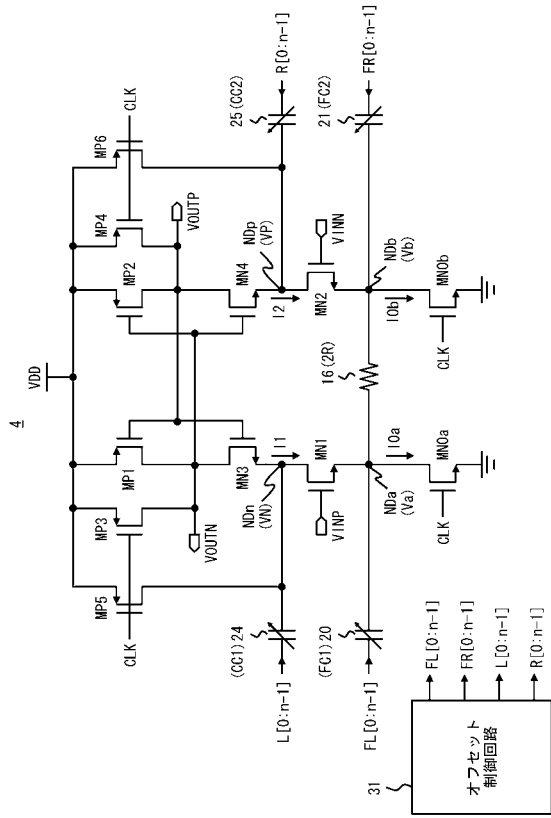 4
VDD
MP5
MP3
MP1
MP2
MP4
MP6
CLK
CLK
VOUTN
VOUTP
MN3
MN4
NDn
(VN)
NDp
(VP)
I1
I2
(CC1)24
25(CC2)
L[0:n-1]
R[0:n-1]
VINP
VINN
MN1
MN2
(FC1)20
16(2R)
21(FC2)
FL[0:n-1]
FR[0:n-1]
NDa
(Va)
NDb
(Vb)
I0a
I0b
CLK
CLK
MN0a
MN0b
31
オフセット
制御回路
FL[0:n-1]
FR[0:n-1]
L[0:n-1]
R[0:n-1]